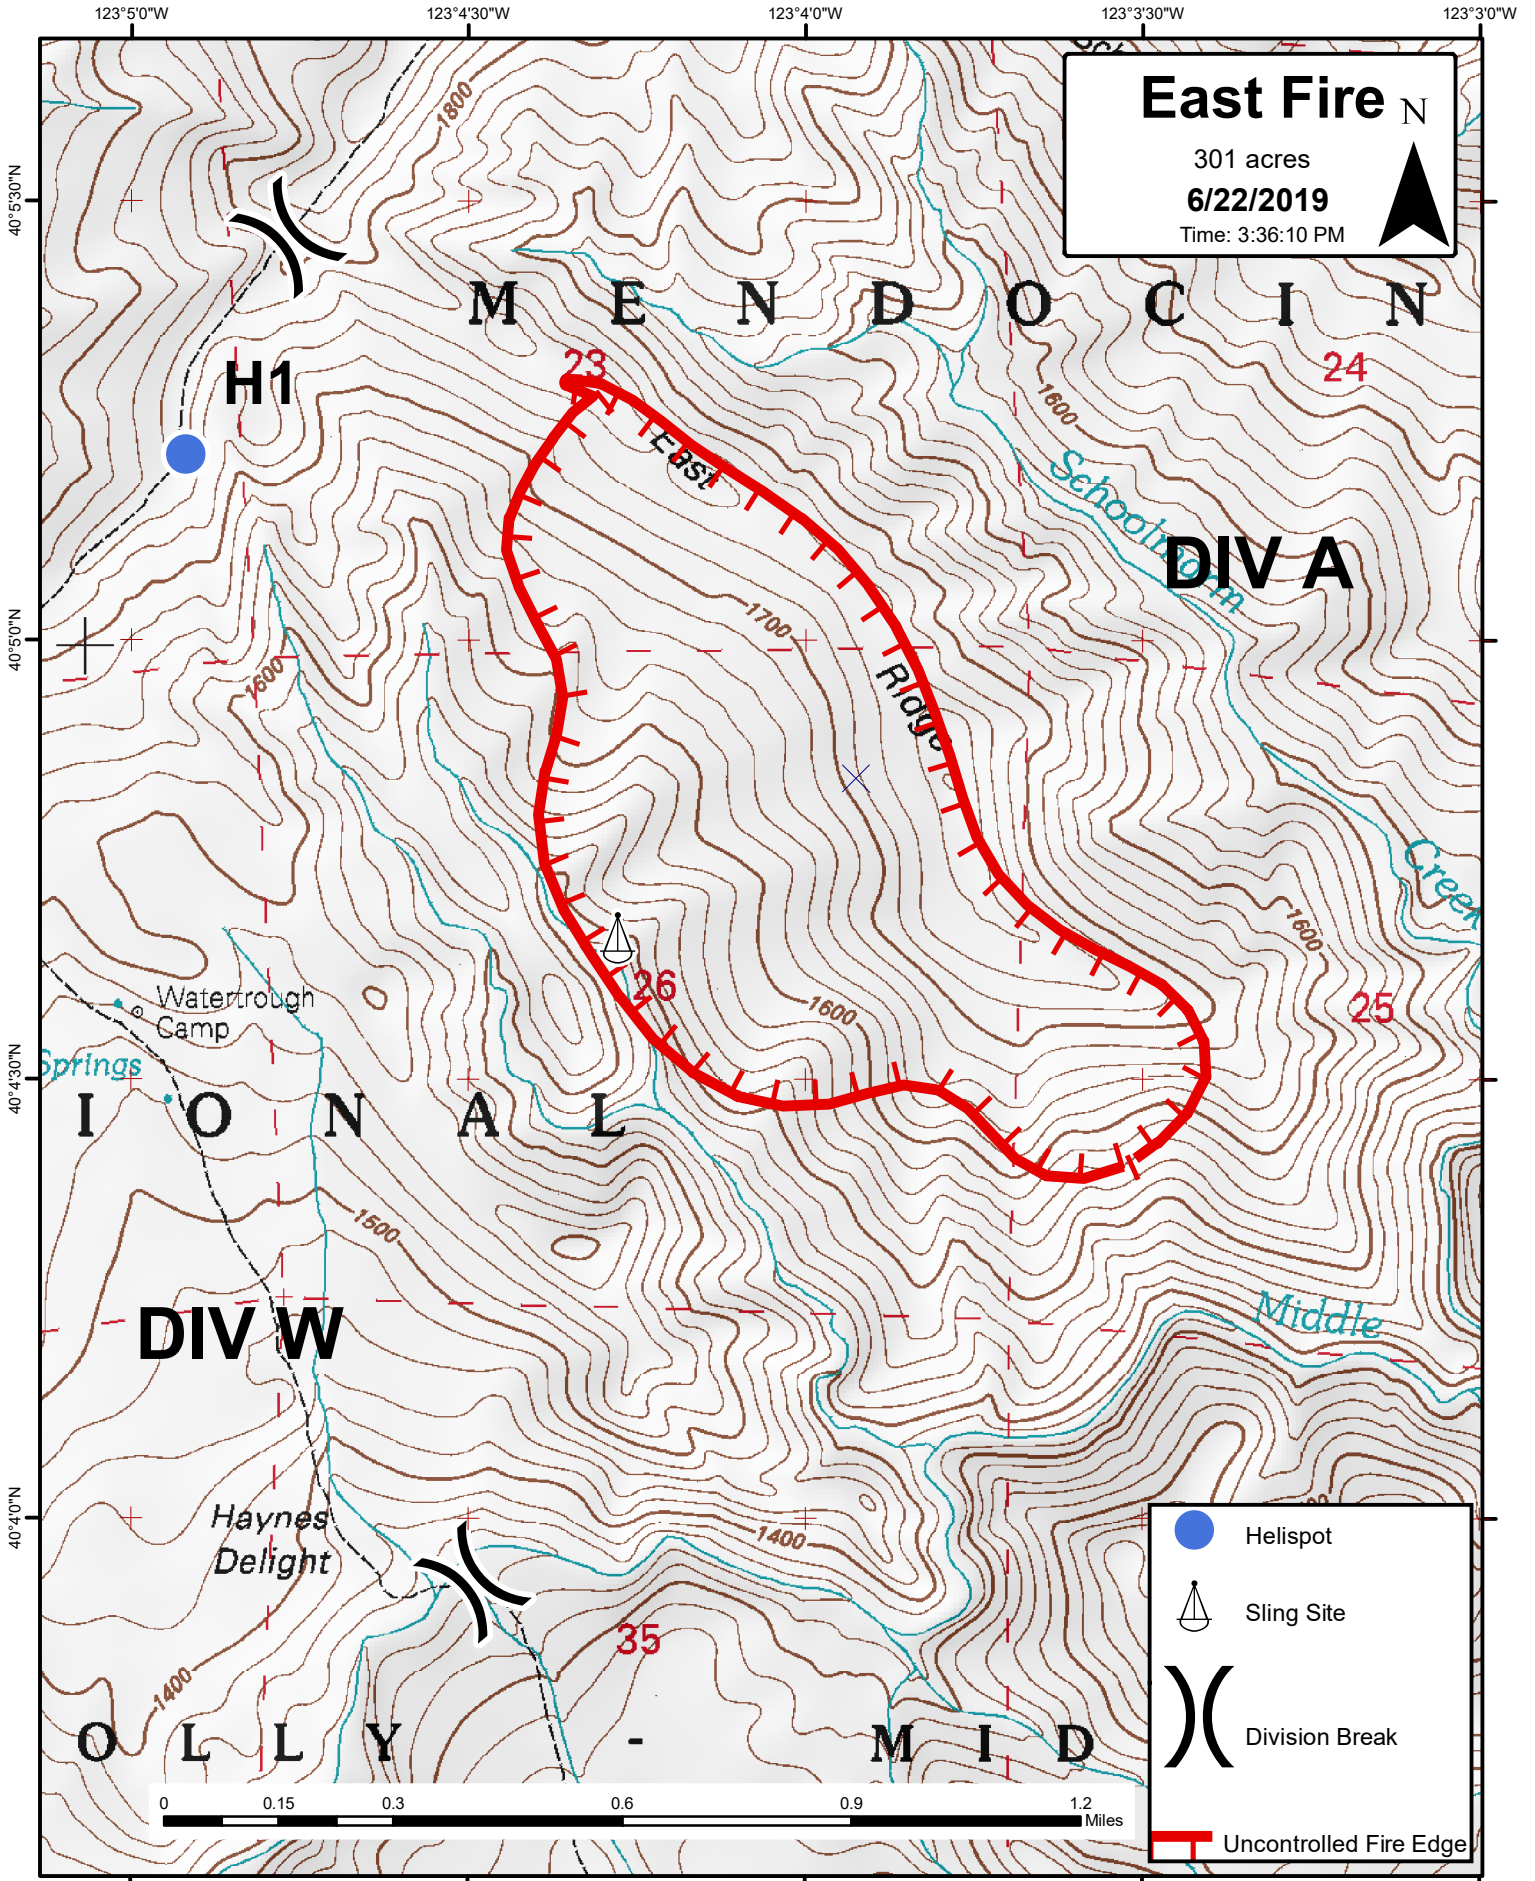 123°5'0"W
123°4'30"W
123°4'0"W
123°3'30"W
123°3'0"W
East Fire
N
301 acres
6/22/2019
Time: 3:36:10 PM
1800
40°5'30"N
40°5'30"N
M E N D O C I N
23
24
H1
1600
East
Schoolmarm
DIV A
1700
40°5'0"N
1600
Ridge
Creek
1600
26
25
Watertrough
Camp
1600
Springs
40°4'30"N
I O N A L
1500
DIV W
Middle
40°4'0"N
Haynes
Delight
1400
35
1400
O L L Y - M I D
Helispot
Sling Site
Division Break
Uncontrolled Fire Edge
0 0.15 0.3 0.6 0.9 1.2
Miles